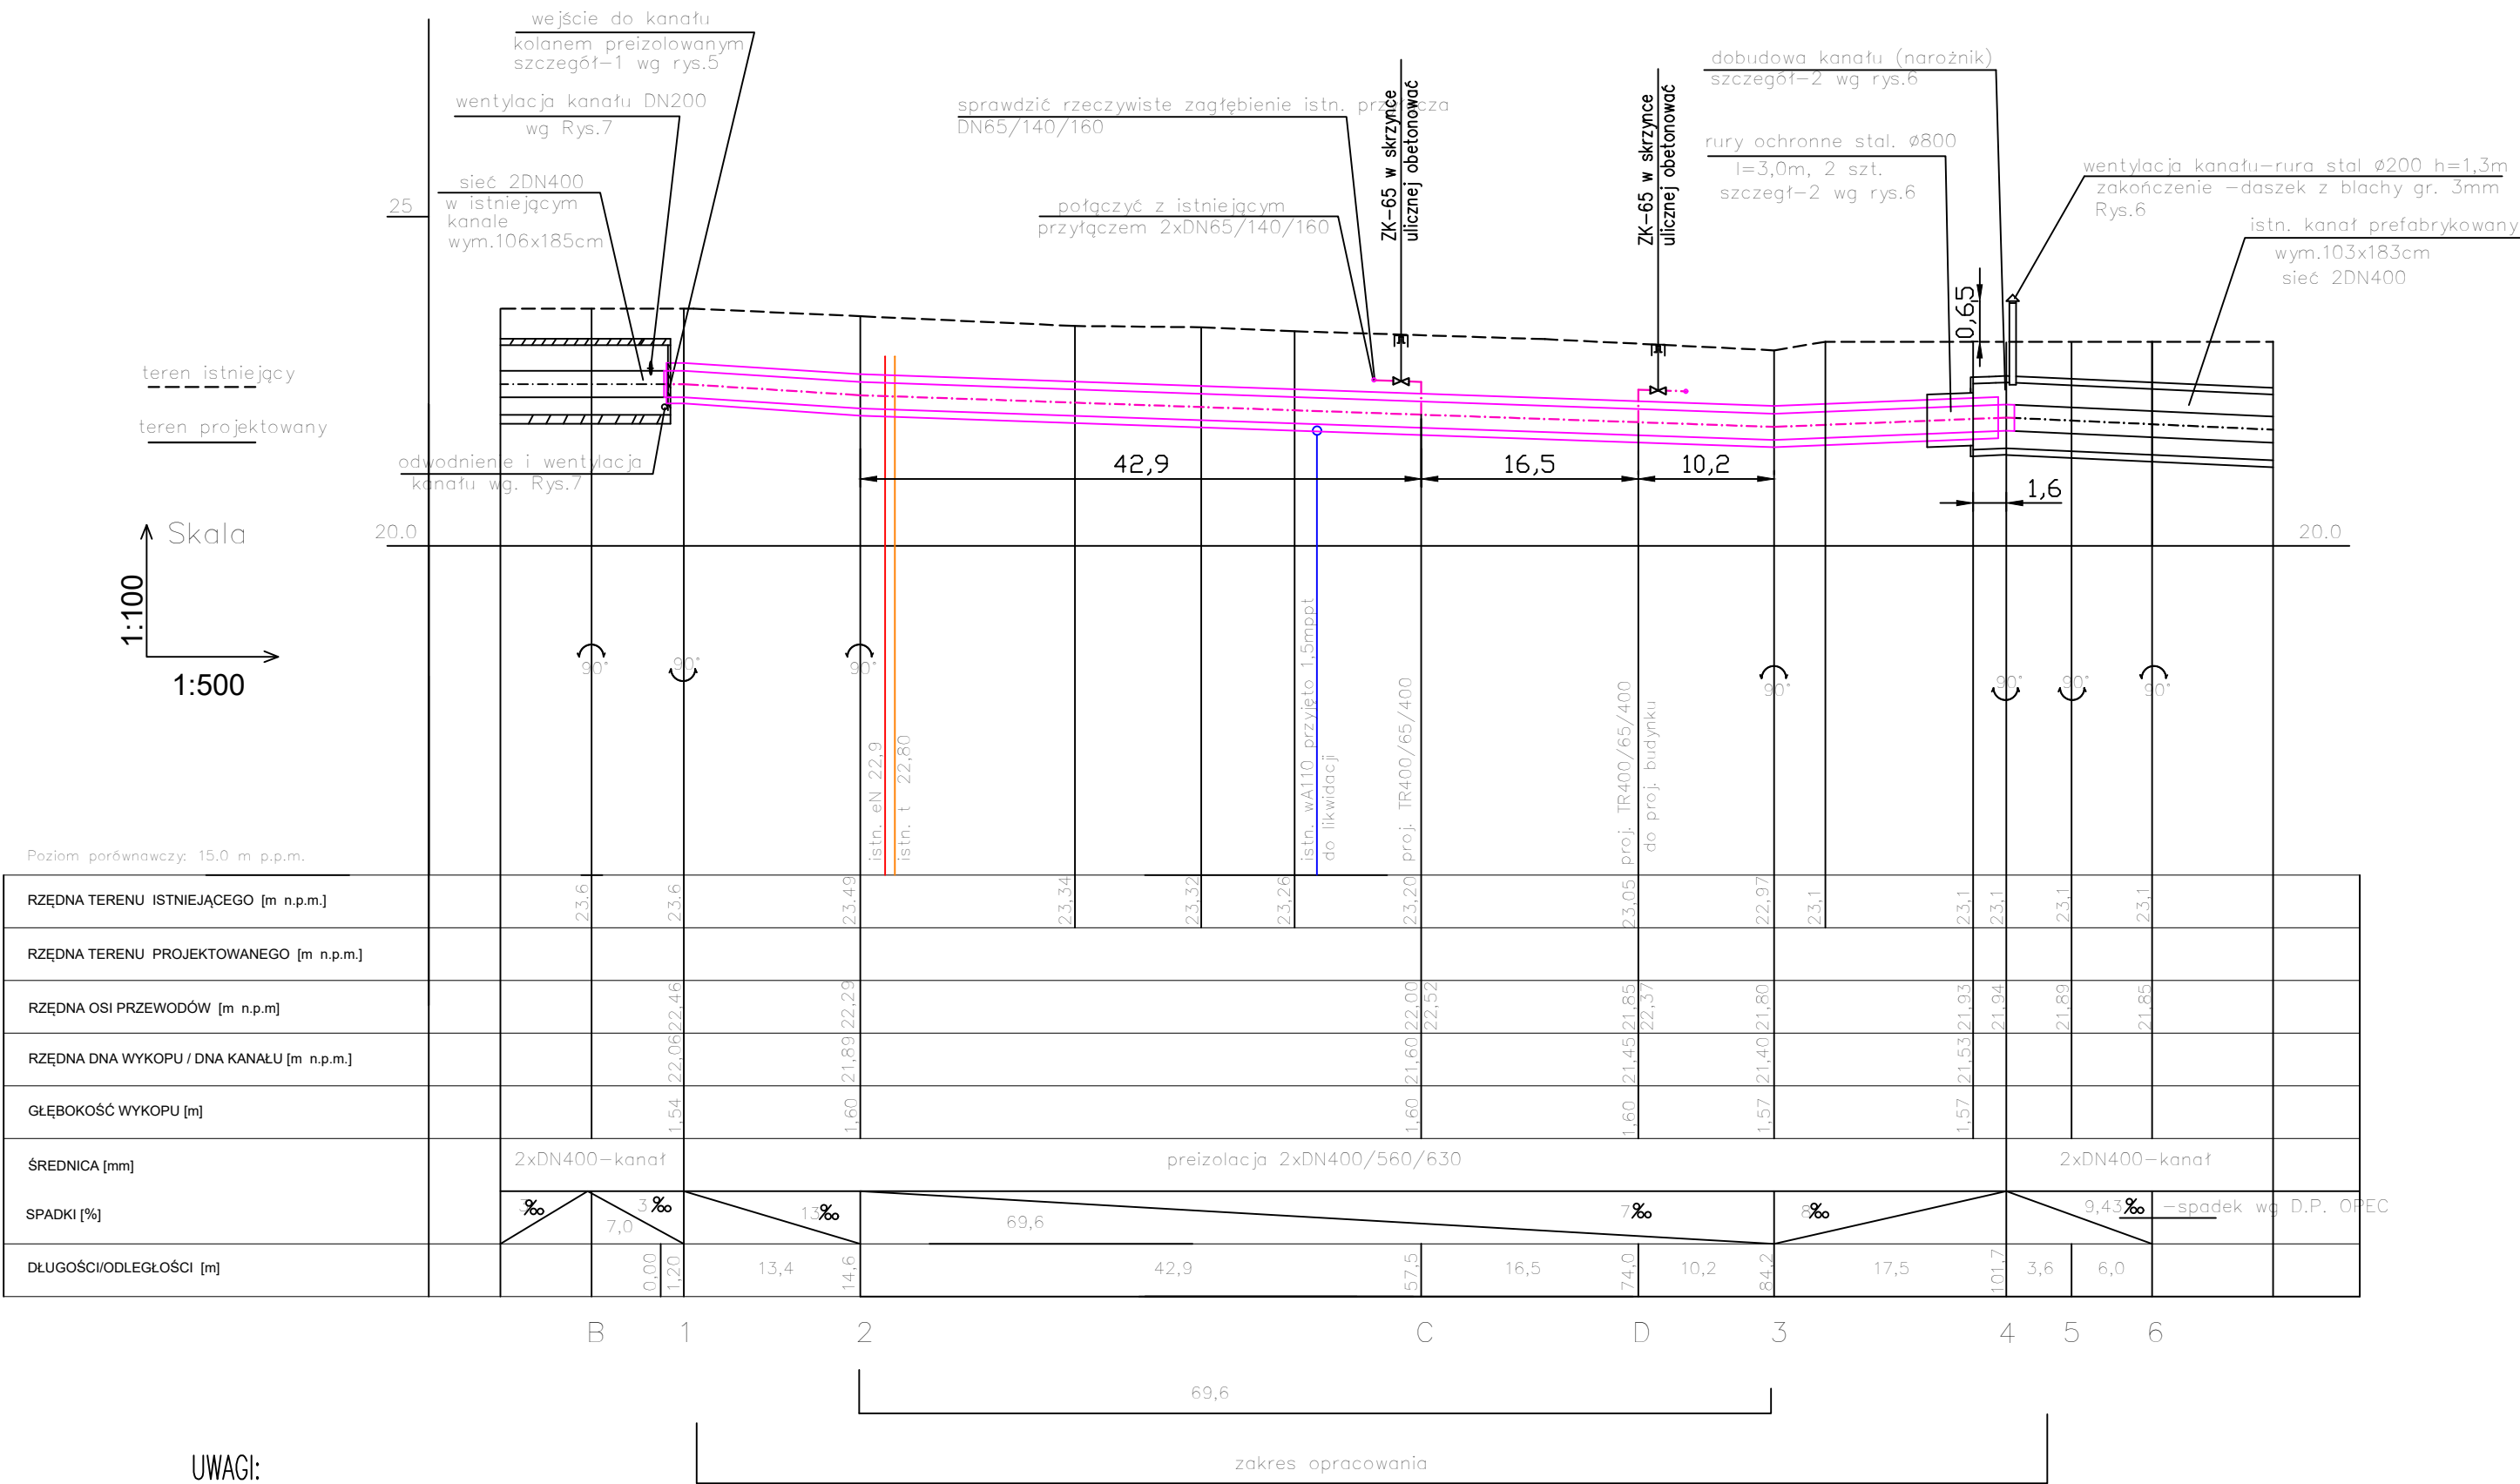 wejście do kanału
kolanem preizolowanym
szczegół-1 wg rys.5
wentylacja kanału DN200
wg Rys.7
sieć 2DN400
w istniejącym
kanale
wym.106x185cm
25
sprawdzić rzeczywiste zagłębienie istn. przyłącza
DN65/140/160
połączyć z istniejącym
przyłączem 2xDN65/140/160
ZK-65 w skrzynce
ulicznej obetonować
ZK-65 w skrzynce
ulicznej obetonować
dobudowa kanału (narożnik)
szczegół-2 wg rys.6
rury ochronne stal. ø800
l=3,0m, 2 szt.
szczegł-2 wg rys.6
wentylacja kanału-rura stal ø200 h=1,3m
zakończenie -daszek z blachy gr. 3mm
Rys.6
istn. kanał prefabrykowany
wym.103x183cm
sieć 2DN400
0,65
teren istniejący
teren projektowany
odwodnienie i wentylacja
kanału wg. Rys.7
42,9
16,5
10,2
1,6
Skala
1:100
1:500
20.0
20.0
90°
90°
90°
90°
90°
90°
90°
istn. eN 22,9
istn. t 22,80
istn. wA110 przyjęto 1,5mppt
do likwidacji
proj. TR400/65/400
proj. TR400/65/400
do proj. budynku
Poziom porównawczy: 15.0 m p.p.m.
RZĘDNA TERENU ISTNIEJĄCEGO [m n.p.m.]
23.6
23.6
23.49
23,34
23,32
23,26
23,20
23,05
22,97
23,1
23,1
23,1
23,1
23,1
RZĘDNA TERENU PROJEKTOWANEGO [m n.p.m.]
RZĘDNA OSI PRZEWODÓW [m n.p.m]
22,46
22,29
22,00
22,52
21,85
22,37
21,80
21,93
21,94
21,89
21,85
RZĘDNA DNA WYKOPU / DNA KANAŁU [m n.p.m.]
22,06
21,89
21,60
21,45
21,40
21,53
GŁĘBOKOŚĆ WYKOPU [m]
1,54
1,60
1,60
1,60
1,57
1,57
ŚREDNICA [mm]
2xDN400-kanał
preizolacja 2xDN400/560/630
2xDN400-kanał
SPADKI [%]
3‰
3‰
7,0
13‰
69,6
7‰
8‰
9,43‰ -spadek wg D.P. OPEC
DŁUGOŚCI/ODLEGŁOŚCI [m]
0,00
1,20
13,4
14,6
42,9
57,5
16,5
74,0
10,2
84,2
17,5
101,7
3,6
6,0
B 1 2 C D 3 4 5 6
69,6
zakres opracowania
UWAGI: